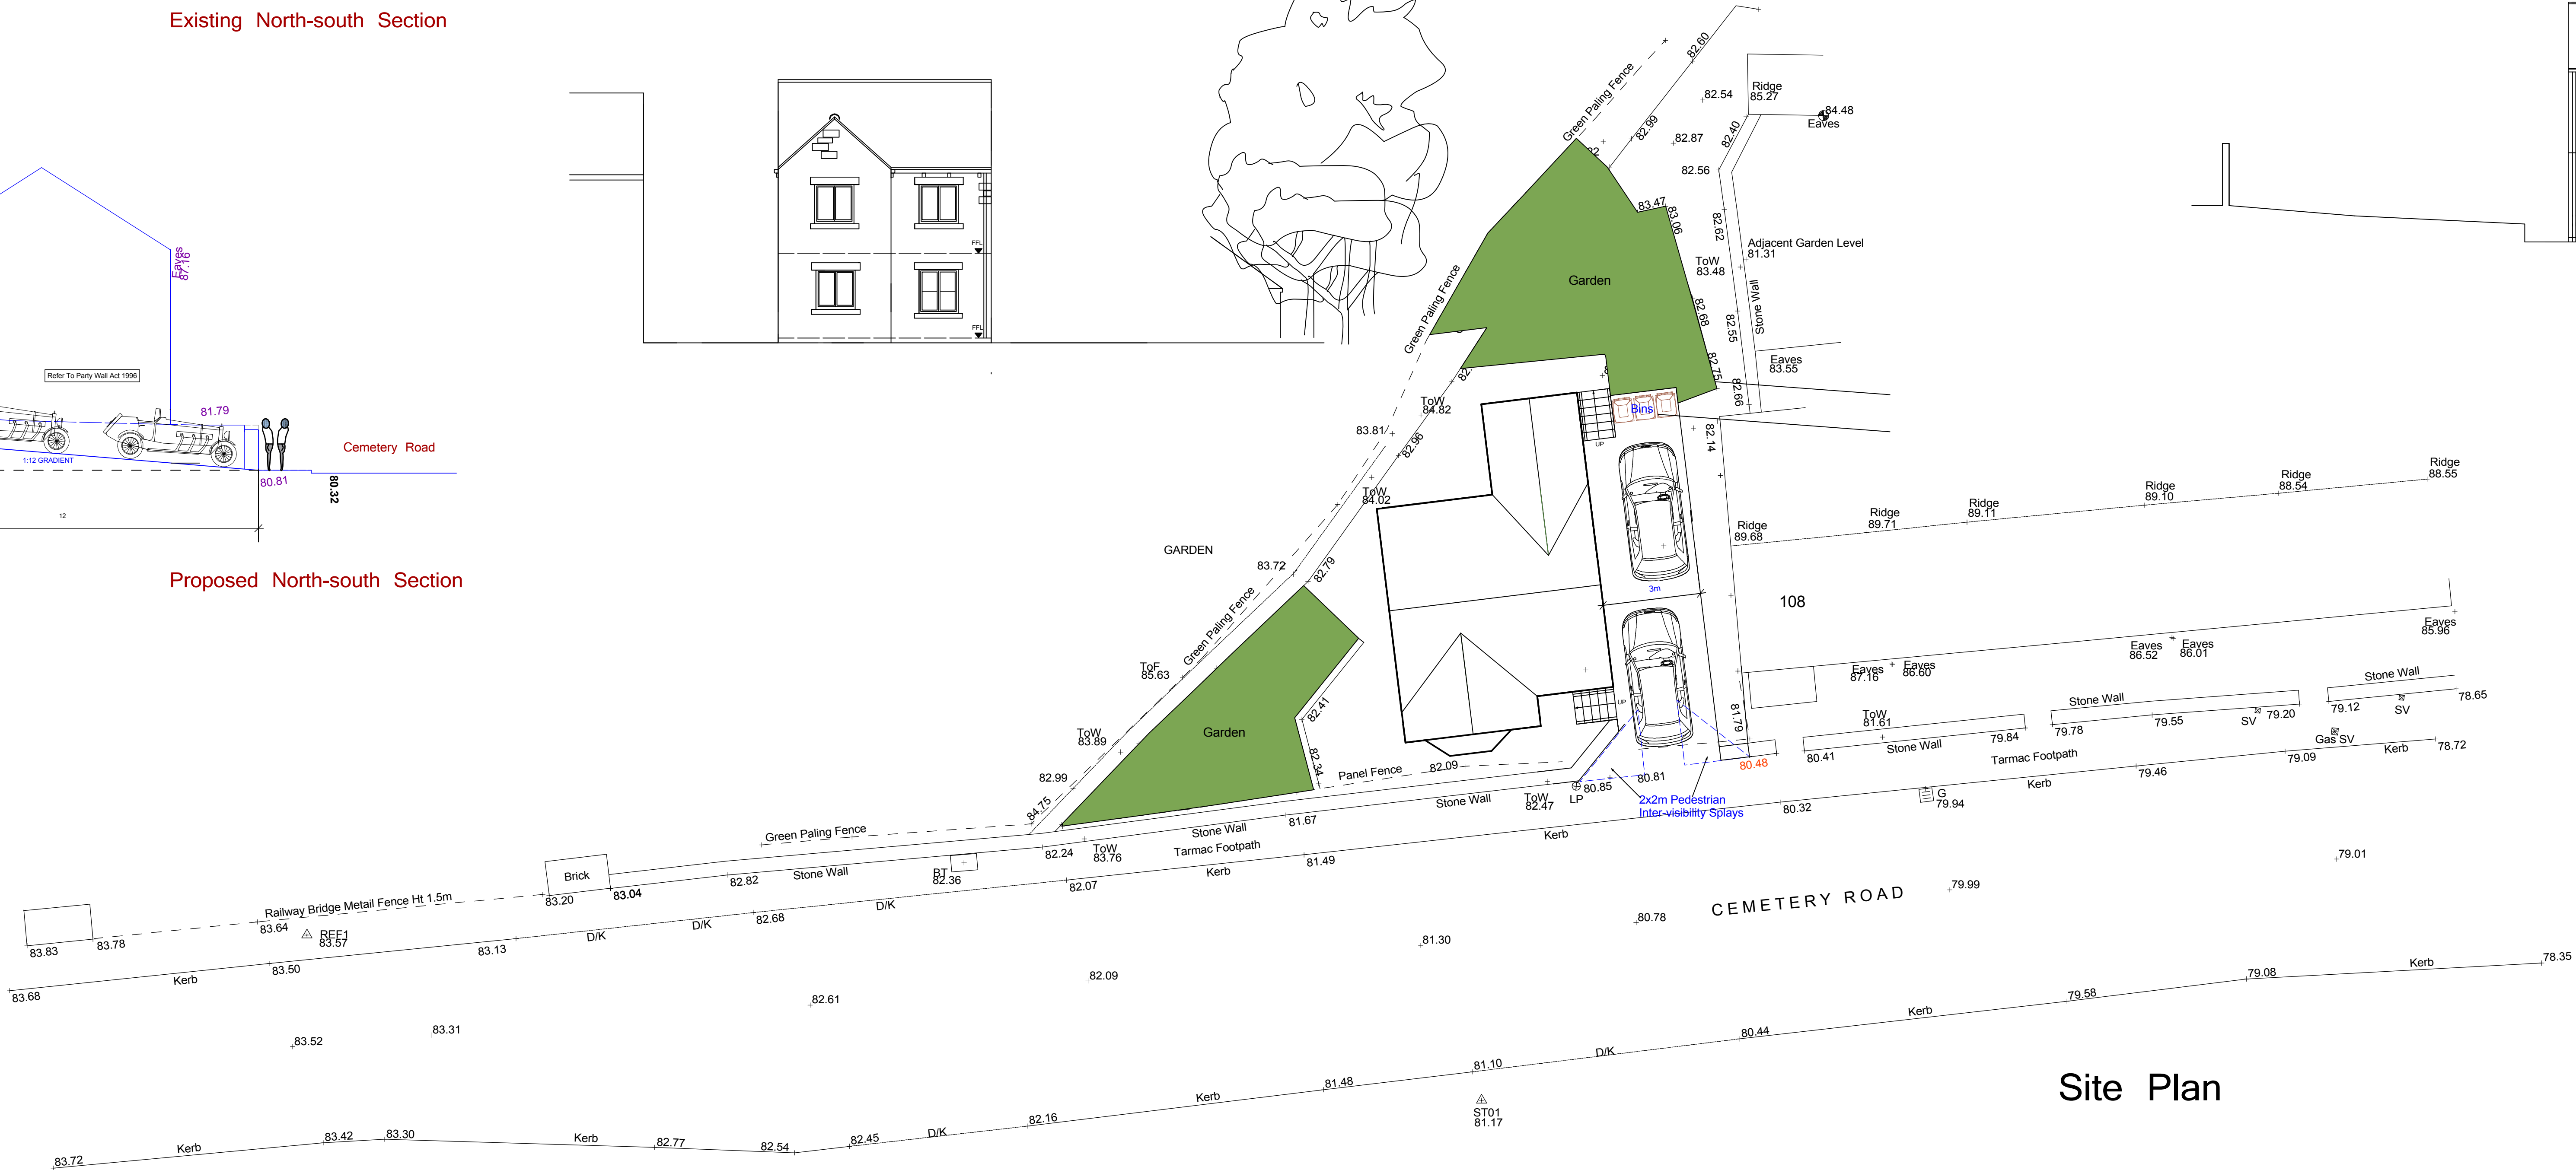 Existing North-south Section
Eaves
87.16
Refer To Party Wall Act 1996
81.79
1:12 GRADIENT
80.81
80.32
Cemetery Road
12
Proposed North-south Section
FFL
FFL
Green Paling Fence
82.60
82.54
Ridge
85.27
84.48
Eaves
82.99
82.87
82.40
82.56
83.47
83.06
82.62
Adjacent Garden Level
81.31
ToW
83.48
Stone Wall
Garden
Green Paling Fence
82.68
82.55
82.75
Eaves
83.55
82.66
ToW
84.82
Bins
UP
83.81
82.96
82.14
ToW
84.02
Ridge
88.55
Ridge
88.54
Ridge
89.10
Ridge
89.11
Ridge
89.71
Ridge
89.68
GARDEN
83.72
82.79
3m
108
Green Paling Fence
Eaves
85.96
Eaves
86.52
Eaves
86.01
Eaves
87.16
Eaves
86.60
ToF
85.63
Stone Wall
78.65
Stone Wall
79.12
SV
79.20
SV
79.55
79.78
82.41
UP
81.79
ToW
81.61
Garden
ToW
83.89
79.84
Stone Wall
80.41
Gas SV
Kerb
78.72
Tarmac Footpath
79.09
82.34
Panel Fence
82.09
80.48
80.81
80.85
LP
2x2m Pedestrian
Inter-visibility Splays
ToW
82.47
Stone Wall
79.46
Kerb
G
79.94
80.32
82.99
84.75
Green Paling Fence
81.67
Stone Wall
Kerb
82.24
ToW
83.76
Tarmac Footpath
81.49
Kerb
79.01
Brick
83.04
83.20
82.82
Stone Wall
BT
82.36
82.07
79.99
CEMETERY ROAD
80.78
Railway Bridge Metail Fence Ht 1.5m
83.64
REF1
83.57
D/K
82.68
D/K
D/K
81.30
83.83
83.78
83.13
83.50
Kerb
83.68
82.09
82.61
78.35
Kerb
79.08
79.58
83.31
83.52
Kerb
80.44
D/K
81.10
81.48
Kerb
ST01
81.17
Site Plan
82.16
D/K
82.45
82.54
82.77
Kerb
83.30
83.42
Kerb
83.72